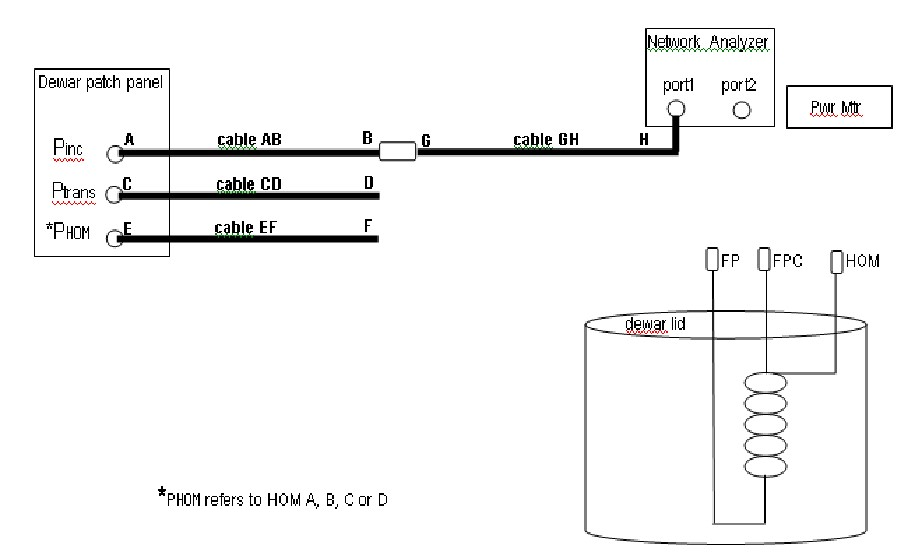 Network Analyzer
port1 port2
Pwr Mtr
Dewar patch panel
Pinc A cable AB B G cable GH H
Ptrans C cable CD D
*PHOM E cable EF F
FP FPC HOM
dewar lid
*PHOM refers to HOM A, B, C or D